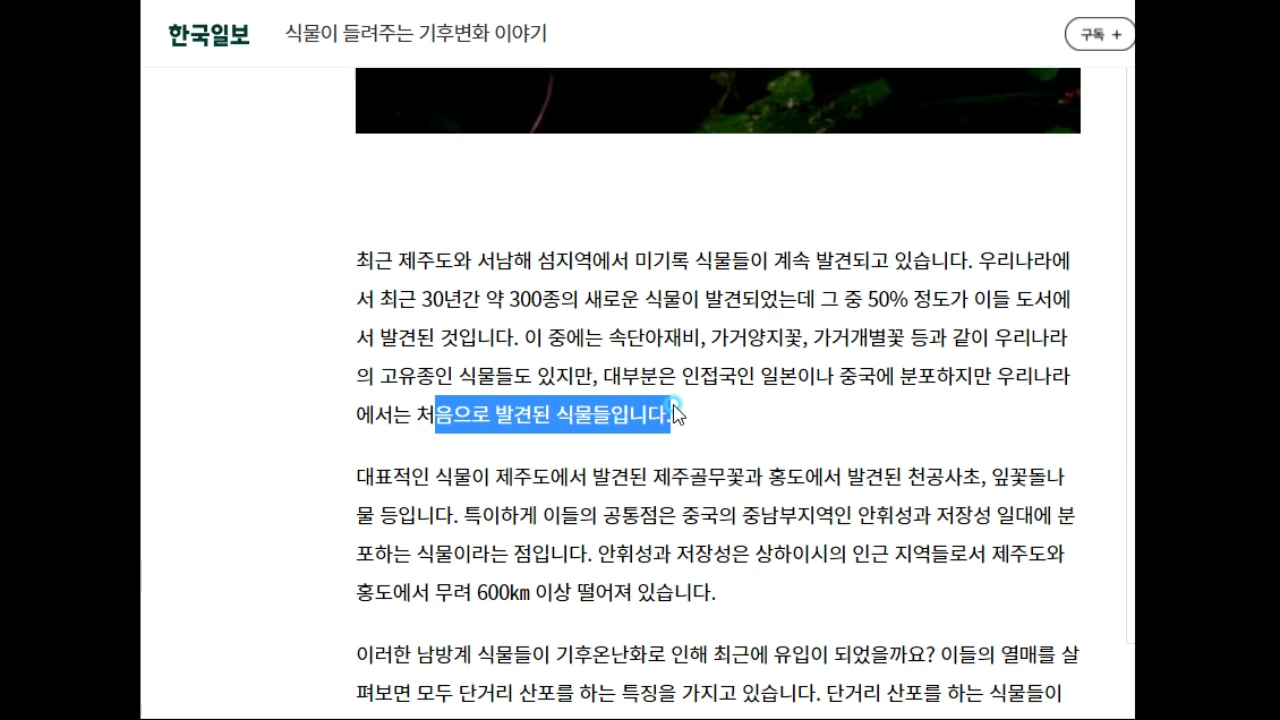 한국일보
식물이 들려주는 기후변화 이야기
구독 +
최근 제주도와 서남해 섬지역에서 미기록 식물들이 계속 발견되고 있습니다. 우리나라에
서 최근 30년간 약 300종의 새로운 식물이 발견되었는데 그 중 50% 정도가 이들 도서에
서 발견된 것입니다. 이 중에는 속단아재비, 가거양지꽃, 가거개별꽃 등과 같이 우리나라
의 고유종인 식물들도 있지만, 대부분은 인접국인 일본이나 중국에 분포하지만 우리나라
에서는 처음으로 발견된 식물들입니다.
대표적인 식물이 제주도에서 발견된 제주골무꽃과 홍도에서 발견된 천공사초, 잎꽃돌나
물 등입니다. 특이하게 이들의 공통점은 중국의 중남부지역인 안휘성과 저장성 일대에 분
포하는 식물이라는 점입니다. 안휘성과 저장성은 상하이시의 인근 지역들로서 제주도와
홍도에서 무려 600㎞ 이상 떨어져 있습니다.
이러한 남방계 식물들이 기후온난화로 인해 최근에 유입이 되었을까요? 이들의 열매를 살
펴보면 모두 단거리 산포를 하는 특징을 가지고 있습니다. 단거리 산포를 하는 식물들이